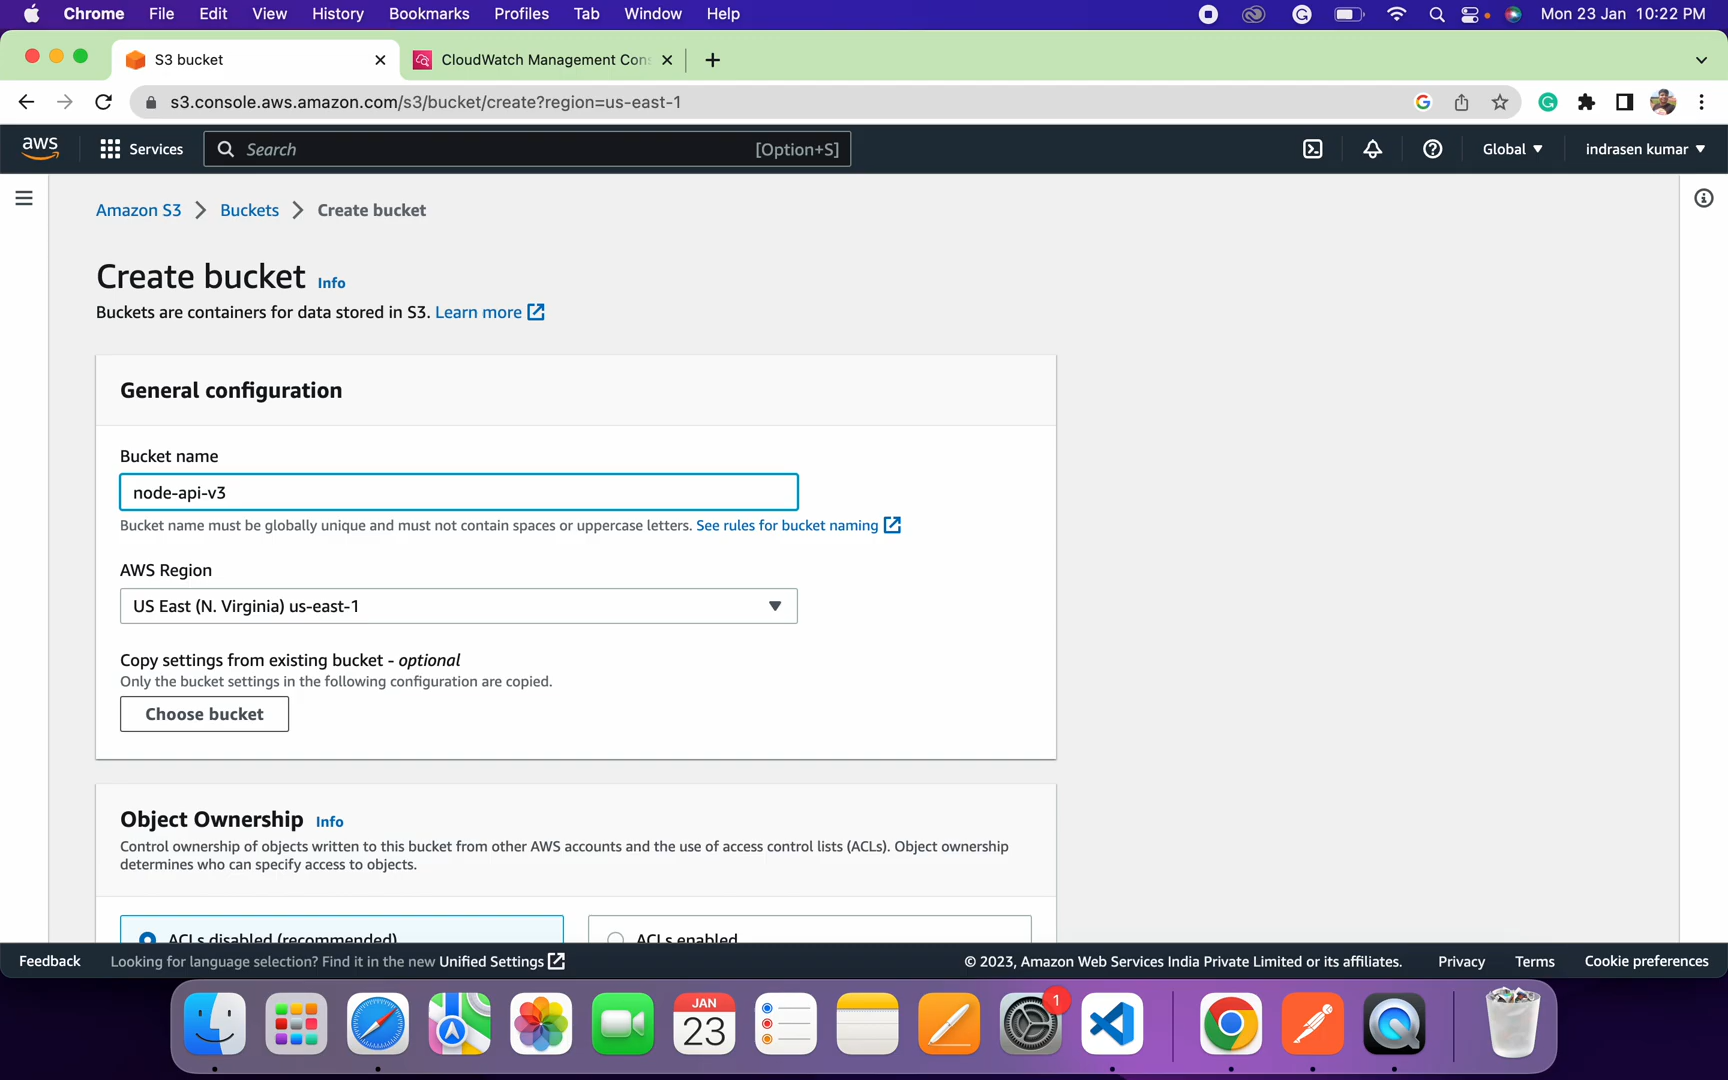 Chrome File Edit View History Bookmarks Profiles Tab Window Help Mon 23 Jan 10:22 PM
S3 bucket CloudWatch Management Con
s3.console.aws.amazon.com/s3/bucket/create?region=us-east-1
aws Services Search [Option+S] Global indrasen kumar
Amazon S3 Buckets Create bucket
Create bucket Info
Buckets are containers for data stored in S3. Learn more
General configuration
Bucket name
node-api-v3
Bucket name must be globally unique and must not contain spaces or uppercase letters. See rules for bucket naming
AWS Region
US East (N. Virginia) us-east-1
Copy settings from existing bucket - optional
Only the bucket settings in the following configuration are copied.
Choose bucket
Object Ownership Info
Control ownership of objects written to this bucket from other AWS accounts and the use of access control lists (ACLs). Object ownership
determines who can specify access to objects.
ACLs disabled (recommended) ACLs enabled
Feedback Looking for language selection? Find it in the new Unified Settings © 2023, Amazon Web Services India Private Limited or its affiliates. Privacy Terms Cookie preferences
JAN 1
23